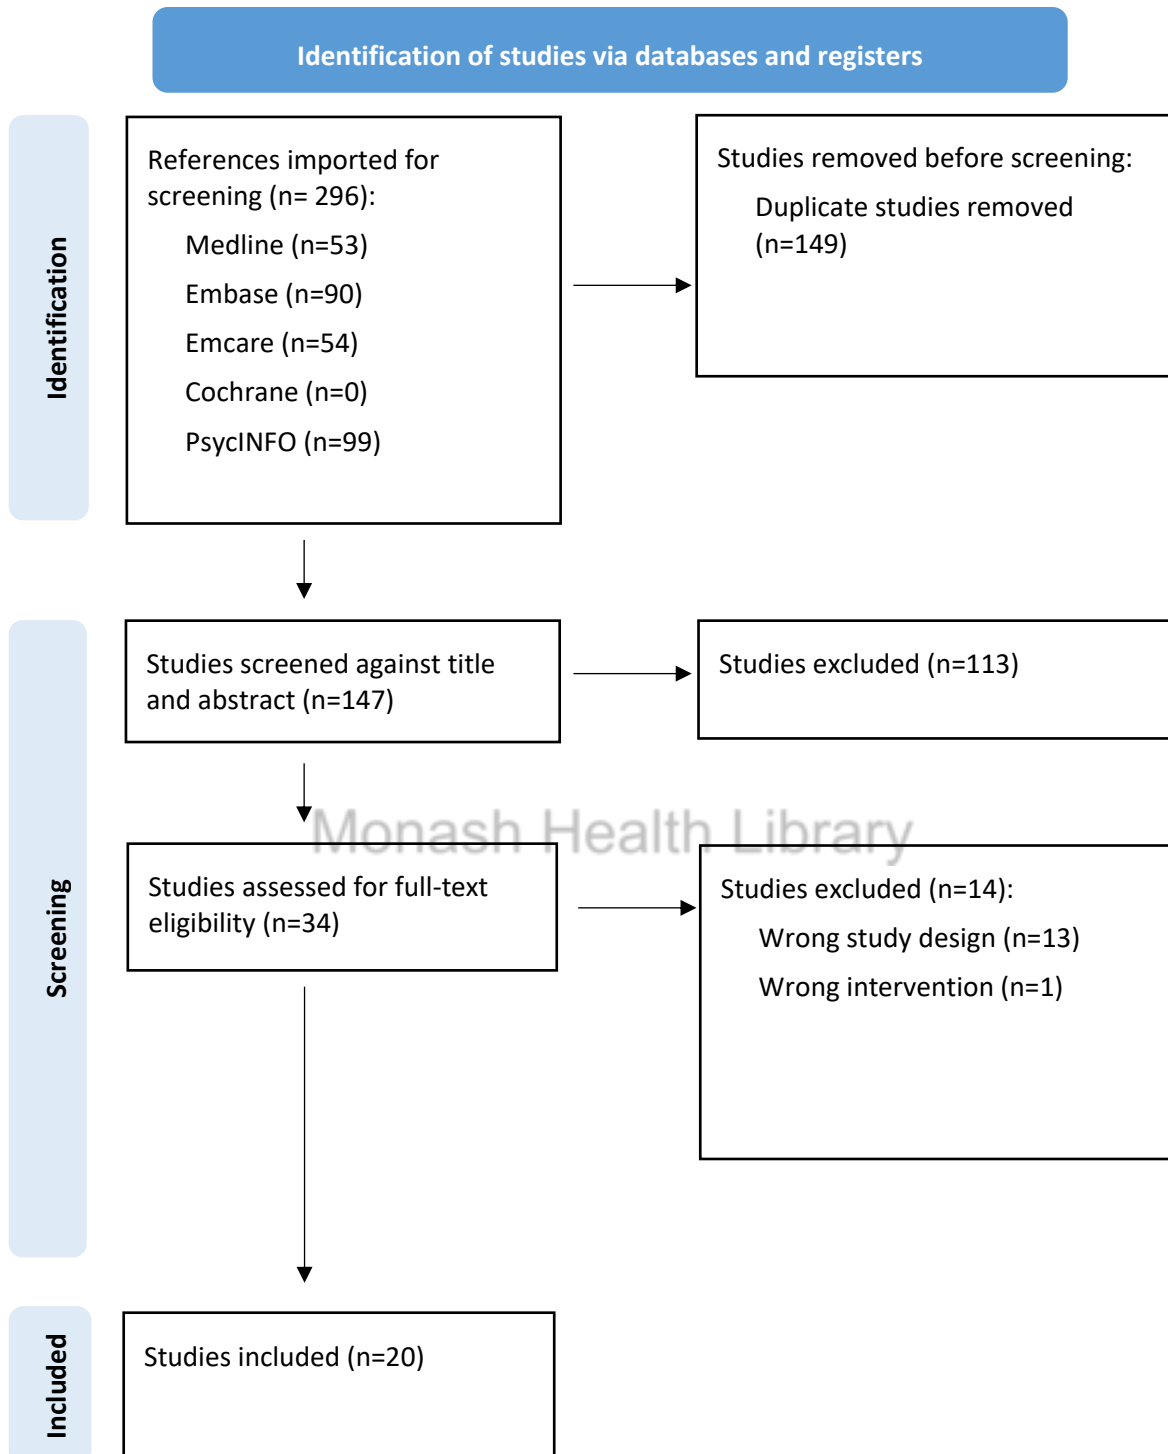 Identification of studies via databases and registers
Identification
References imported for
screening (n= 296):
Medline (n=53)
Embase (n=90)
Emcare (n=54)
Cochrane (n=0)
PsycINFO (n=99)
Studies removed before screening:
Duplicate studies removed
(n=149)
Screening
Studies screened against title
and abstract (n=147)
Studies excluded (n=113)
Monash Health Library
Studies assessed for full-text
eligibility (n=34)
Studies excluded (n=14):
Wrong study design (n=13)
Wrong intervention (n=1)
Included
Studies included (n=20)